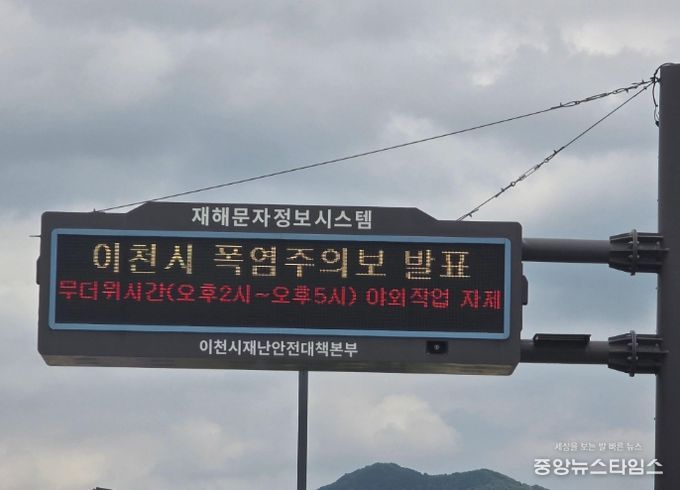 재해문자정보시스템
이천시 폭염주의보 발표
무더위시간(오후2시~오후5시) 야외작업 자제
이천시재난안전대책본부
세상을 보는 발 빠른 뉴스
중앙뉴스타임스